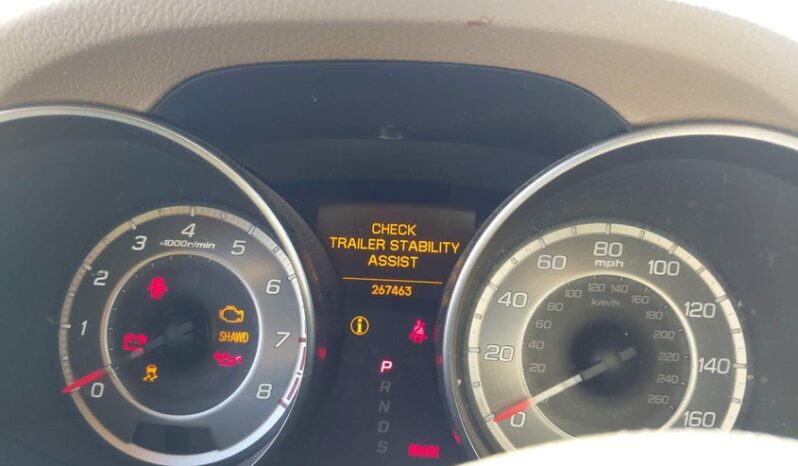 CHECK
TRAILER STABILITY
ASSIST
267463
0 1 2 3 4 5 6 7 8
x1000r/min
SHAWD
i
P
R
N
D
S
BRAKE
0 20 40 60 80 100 120 140 160
mph
20 40 60 80 100 120 140 160 180 200 220 260
km/h